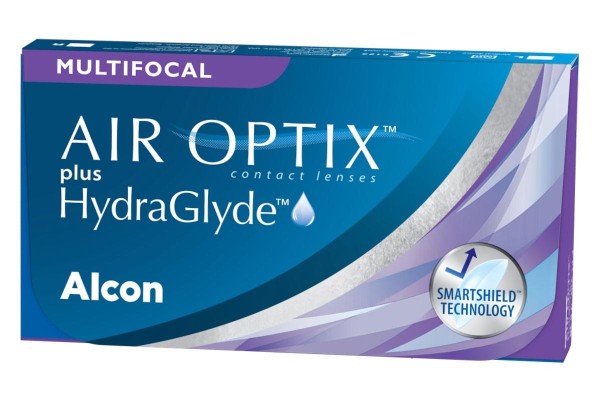 MULTIFOCAL
AIR OPTIX™
contact lenses
plus
HydraGlyde™
Alcon
SMARTSHIELD™
TECHNOLOGY